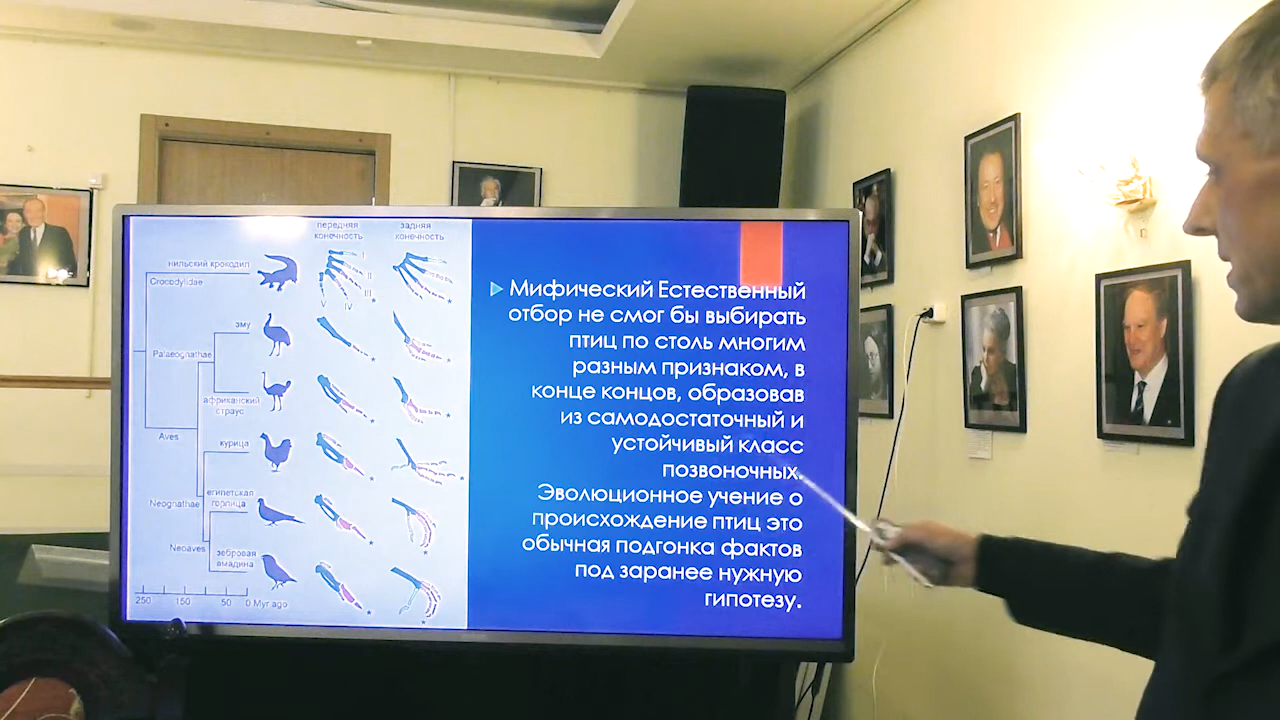 передняя
конечность
задняя
конечность
нильский крокодил
Crocodylidae
I
II
III
IV
эму
Palaeognathae
африканский
страус
Aves
курица
Neognathae
египетская
горлица
Neoaves
зебровая
амадина
250 150 50 0 Myr ago
Мифический Естественный
отбор не смог бы выбирать
птиц по столь многим
разным признаком, в
конце концов, образовав
из самодостаточный и
устойчивый класс
позвоночных.
Эволюционное учение о
происхождение птиц это
обычная подгонка фактов
под заранее нужную
гипотезу.